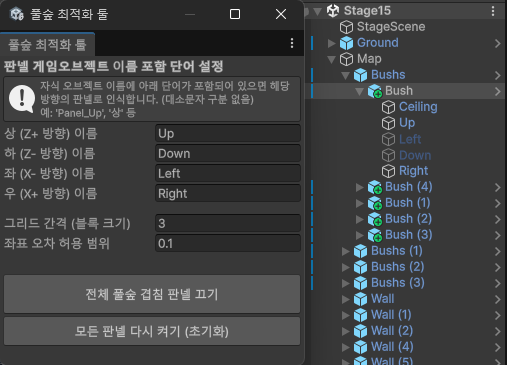 풀숲 최적화 툴
풀숲 최적화 툴
판넬 게임오브젝트 이름 포함 단어 설정
자식 오브젝트 이름에 아래 단어가 포함되어 있으면 해당
방향의 판넬로 인식합니다. (대소문자 구분 없음)
예: 'Panel_Up', '상' 등
상 (Z+ 방향) 이름 Up
하 (Z- 방향) 이름 Down
좌 (X- 방향) 이름 Left
우 (X+ 방향) 이름 Right
그리드 간격 (블록 크기) 3
좌표 오차 허용 범위 0.1
전체 풀숲 겹침 판넬 끄기
모든 판넬 다시 켜기 (초기화)
Stage15
StageScene
Ground
Map
Bushs
Bush
Ceiling
Up
Left
Down
Right
Bush (4)
Bush (1)
Bush (2)
Bush (3)
Bushs (1)
Bushs (2)
Bushs (3)
Wall
Wall (1)
Wall (2)
Wall (4)
Wall (5)